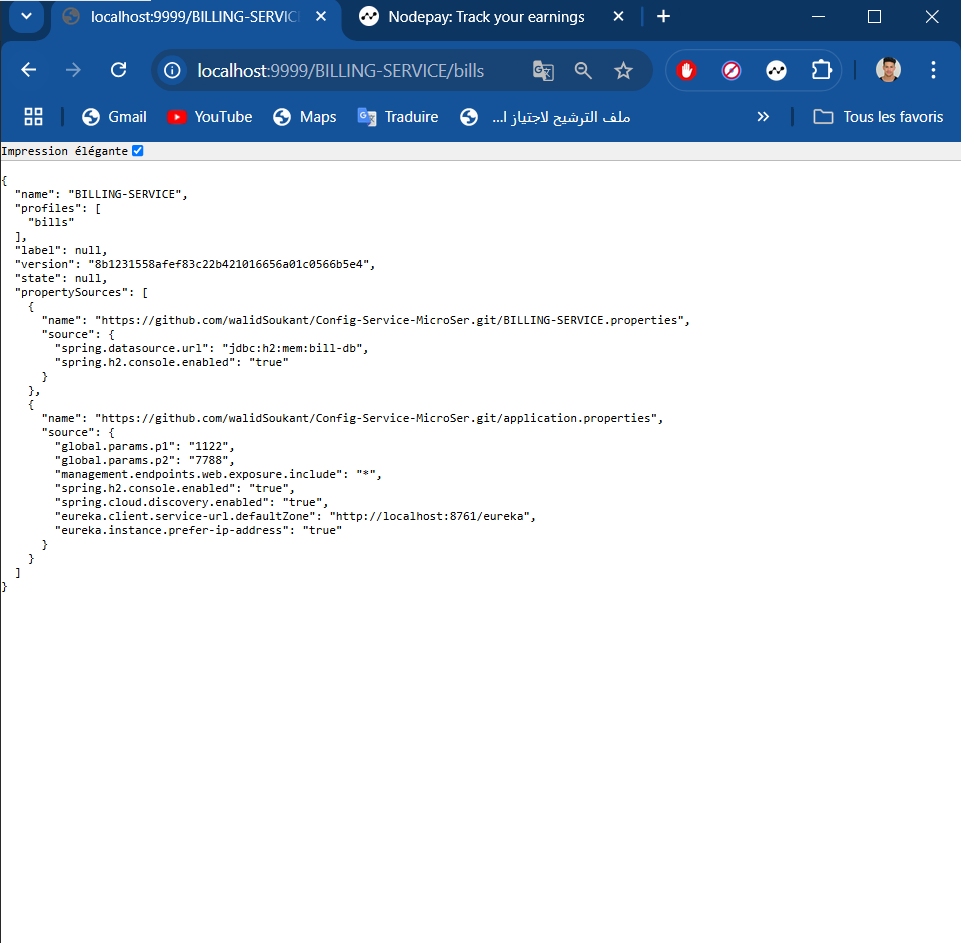 localhost:9999/BILLING-SERVIC
Nodepay: Track your earnings
localhost:9999/BILLING-SERVICE/bills
Gmail
YouTube
Maps
Traduire
ملف الترشيح لاجتياز ا...
Tous les favoris
Impression élégante
{
  "name": "BILLING-SERVICE",
  "profiles": [
    "bills"
  ],
  "label": null,
  "version": "8b1231558afef83c22b421016656a01c0566b5e4",
  "state": null,
  "propertySources": [
    {
      "name": "https://github.com/walidSoukant/Config-Service-MicroSer.git/BILLING-SERVICE.properties",
      "source": {
        "spring.datasource.url": "jdbc:h2:mem:bill-db",
        "spring.h2.console.enabled": "true"
      }
    },
    {
      "name": "https://github.com/walidSoukant/Config-Service-MicroSer.git/application.properties",
      "source": {
        "global.params.p1": "1122",
        "global.params.p2": "7788",
        "management.endpoints.web.exposure.include": "*",
        "spring.h2.console.enabled": "true",
        "spring.cloud.discovery.enabled": "true",
        "eureka.client.service-url.defaultZone": "http://localhost:8761/eureka",
        "eureka.instance.prefer-ip-address": "true"
      }
    }
  ]
}